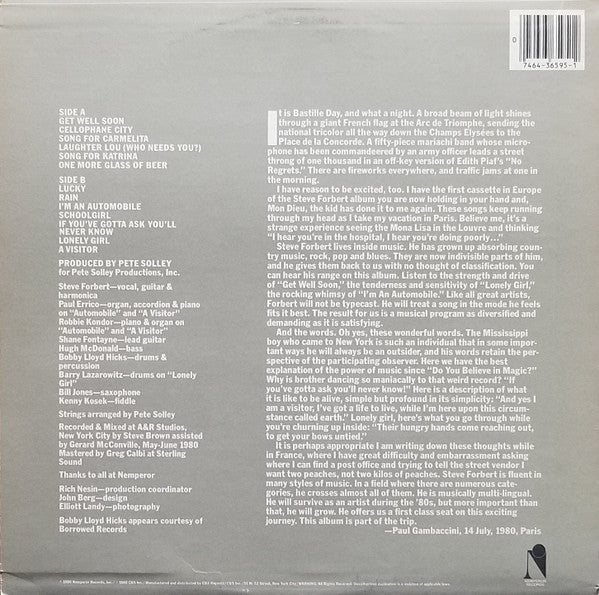 0
7464-36595-1
SIDE A
GET WELL SOON
CELLOPHANE CITY
SONG FOR CARMELITA
LAUGHTER LOU (WHO NEEDS YOU?)
SONG FOR KATRINA
ONE MORE GLASS OF BEER
SIDE B
LUCKY
RAIN
I'M AN AUTOMOBILE
SCHOOLGIRL
IF YOU'VE GOTTA ASK YOU'LL
NEVER KNOW
LONELY GIRL
A VISITOR
PRODUCED BY PETE SOLLEY
for Pete Solley Productions, Inc.
Steve Forbert—vocal, guitar &
harmonica
Paul Errico—organ, accordion & piano
on "Automobile" and "A Visitor"
Robbie Kondor—piano & organ on
"Automobile" and "A Visitor"
Shane Fontayne—lead guitar
Hugh McDonald—bass
Bobby Lloyd Hicks—drums &
percussion
Barry Lazarowitz—drums on "Lonely
Girl"
Bill Jones—saxophone
Kenny Kosek—fiddle
Strings arranged by Pete Solley
Recorded & Mixed at A&R Studios,
New York City by Steve Brown assisted
by Gerard McConville, May-June 1980
Mastered by Greg Calbi at Sterling
Sound
Thanks to all at Nemperor
Rich Nesin—production coordinator
John Berg—design
Elliott Landy—photography
Bobby Lloyd Hicks appears courtesy of
Borrowed Records
It is Bastille Day, and what a night. A broad beam of light shines
through a giant French flag at the Arc de Triomphe, sending the
national tricolor all the way down the Champs Elysées to the
Place de la Concorde. A fifty-piece mariachi band whose micro-
phone has been commandeered by an army officer leads a street
throng of one thousand in an off-key version of Edith Piaf's "No
Regrets." There are fireworks everywhere, and traffic jams at one in
the morning.
I have reason to be excited, too. I have the first cassette in Europe
of the Steve Forbert album you are now holding in your hand and,
Mon Dieu, the kid has done it to me again. These songs keep running
through my head as I take my vacation in Paris. Believe me, it's a
strange experience seeing the Mona Lisa in the Louvre and thinking
"I hear you're in the hospital, I hear you're doing poorly..."
Steve Forbert lives inside music. He has grown up absorbing coun-
try music, rock, pop and blues. They are now indivisible parts of him,
and he gives them back to us with no thought of classification. You
can hear his range on this album. Listen to the strength and drive
of "Get Well Soon," the tenderness and sensitivity of "Lonely Girl,"
the rocking whimsy of "I'm An Automobile." Like all great artists,
Forbert will not be typecast. He will treat a song in the mode he feels
fits it best. The result for us is a musical program as diversified and
demanding as it is satisfying.
And the words. Oh yes, these wonderful words. The Mississippi
boy who came to New York is such an individual that in some impor-
tant ways he will always be an outsider, and his words retain the per-
spective of the participating observer. Here we have the best
explanation of the power of music since "Do You Believe in Magic?"
Why is brother dancing so maniacally to that weird record? "If
you've gotta ask you'll never know!" Here is a description of what
it is like to be alive, simple but profound in its simplicity: "And yes I
am a visitor, I've got a life to live, while I'm here upon this circum-
stance called earth." Lonely girl, here's what you go through while
you're churning up inside: "Their hungry hands come reaching out,
to get your bows untied."
It is perhaps appropriate I am writing down these thoughts while
in France, where I have great difficulty and embarrassment asking
where I can find a post office and trying to tell the street vendor I
want two peaches, not two kilos of peaches. Steve Forbert is fluent in
many styles of music. In a field where there are numerous cate-
gories, he crosses almost all of them. He is musically multi-lingual.
He will survive as an artist during the '80s, but more important than
that, he will grow. He offers us a first class seat on this exciting
journey. This album is part of the trip.
—Paul Gambaccini, 14 July, 1980, Paris
NEMPEROR
RECORDS